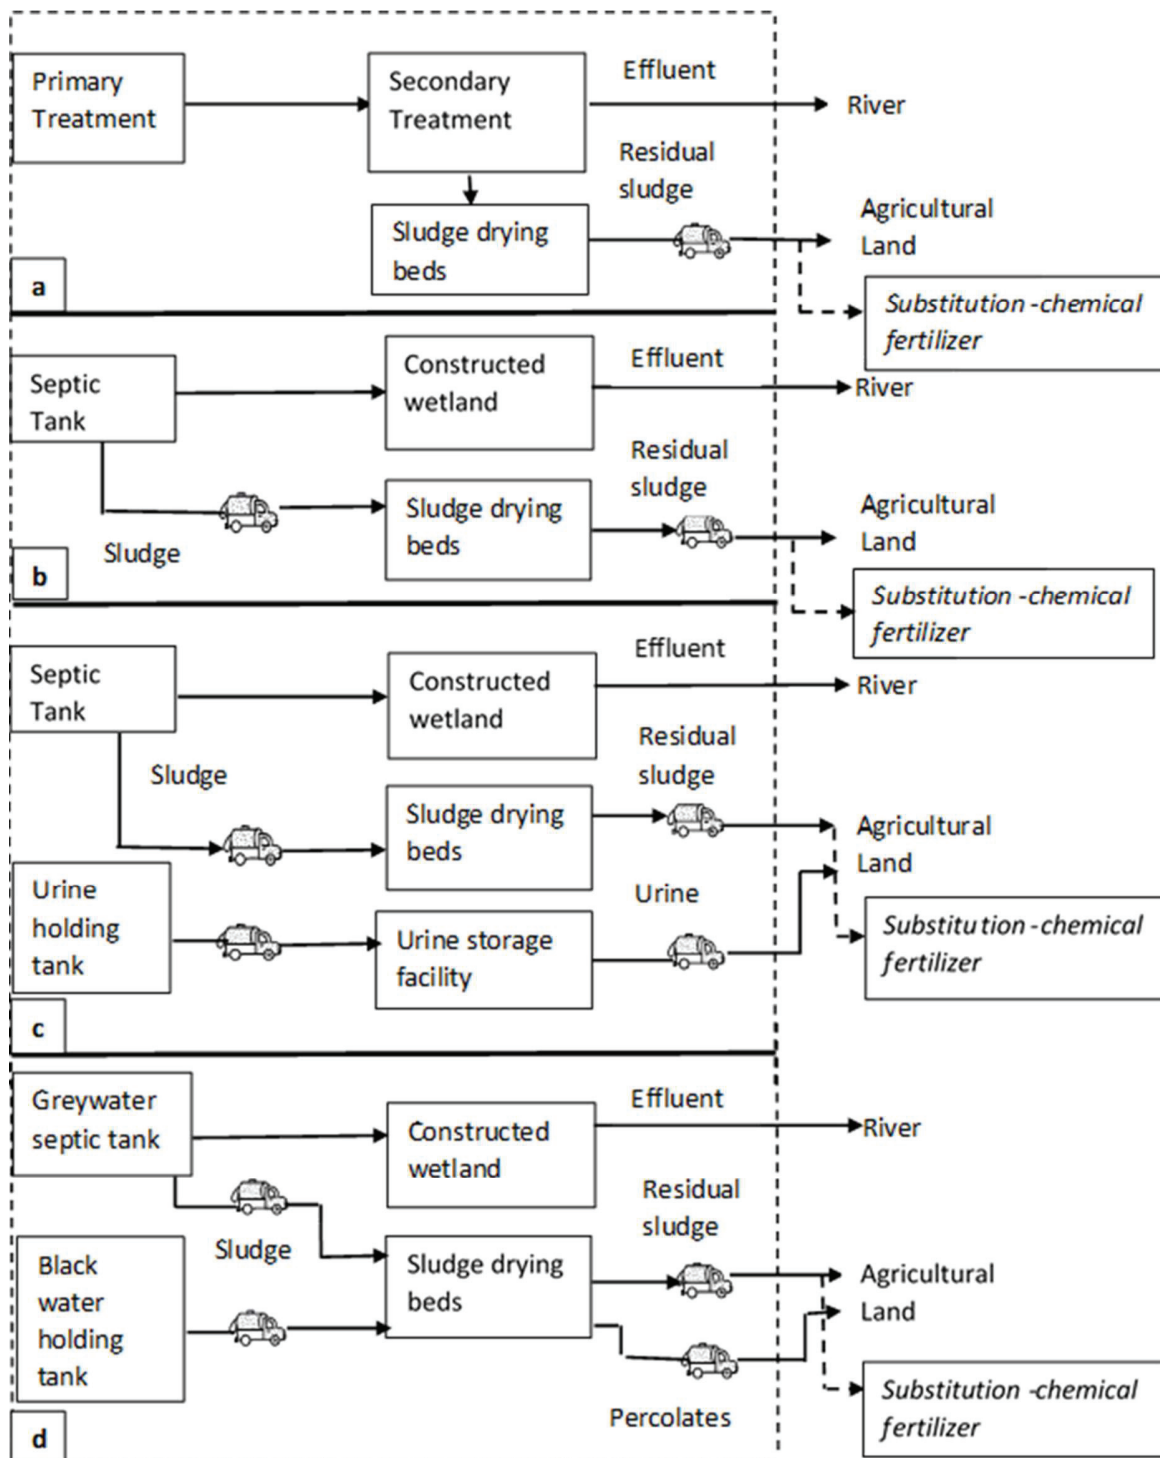 Primary
Treatment
Secondary
Treatment
Effluent
River
Residual
sludge
Sludge drying
beds
Agricultural
Land
Substitution -chemical
fertilizer
a
Septic
Tank
Constructed
wetland
Effluent
River
Residual
sludge
Sludge
Sludge drying
beds
Agricultural
Land
Substitution -chemical
fertilizer
b
Septic
Tank
Constructed
wetland
Effluent
River
Sludge
Residual
sludge
Sludge drying
beds
Agricultural
Land
Urine
holding
tank
Urine storage
facility
Urine
Substitution -chemical
fertilizer
c
Greywater
septic tank
Constructed
wetland
Effluent
River
Residual
sludge
Sludge
Black
water
holding
tank
Sludge drying
beds
Agricultural
Land
Percolates
Substitution -chemical
fertilizer
d